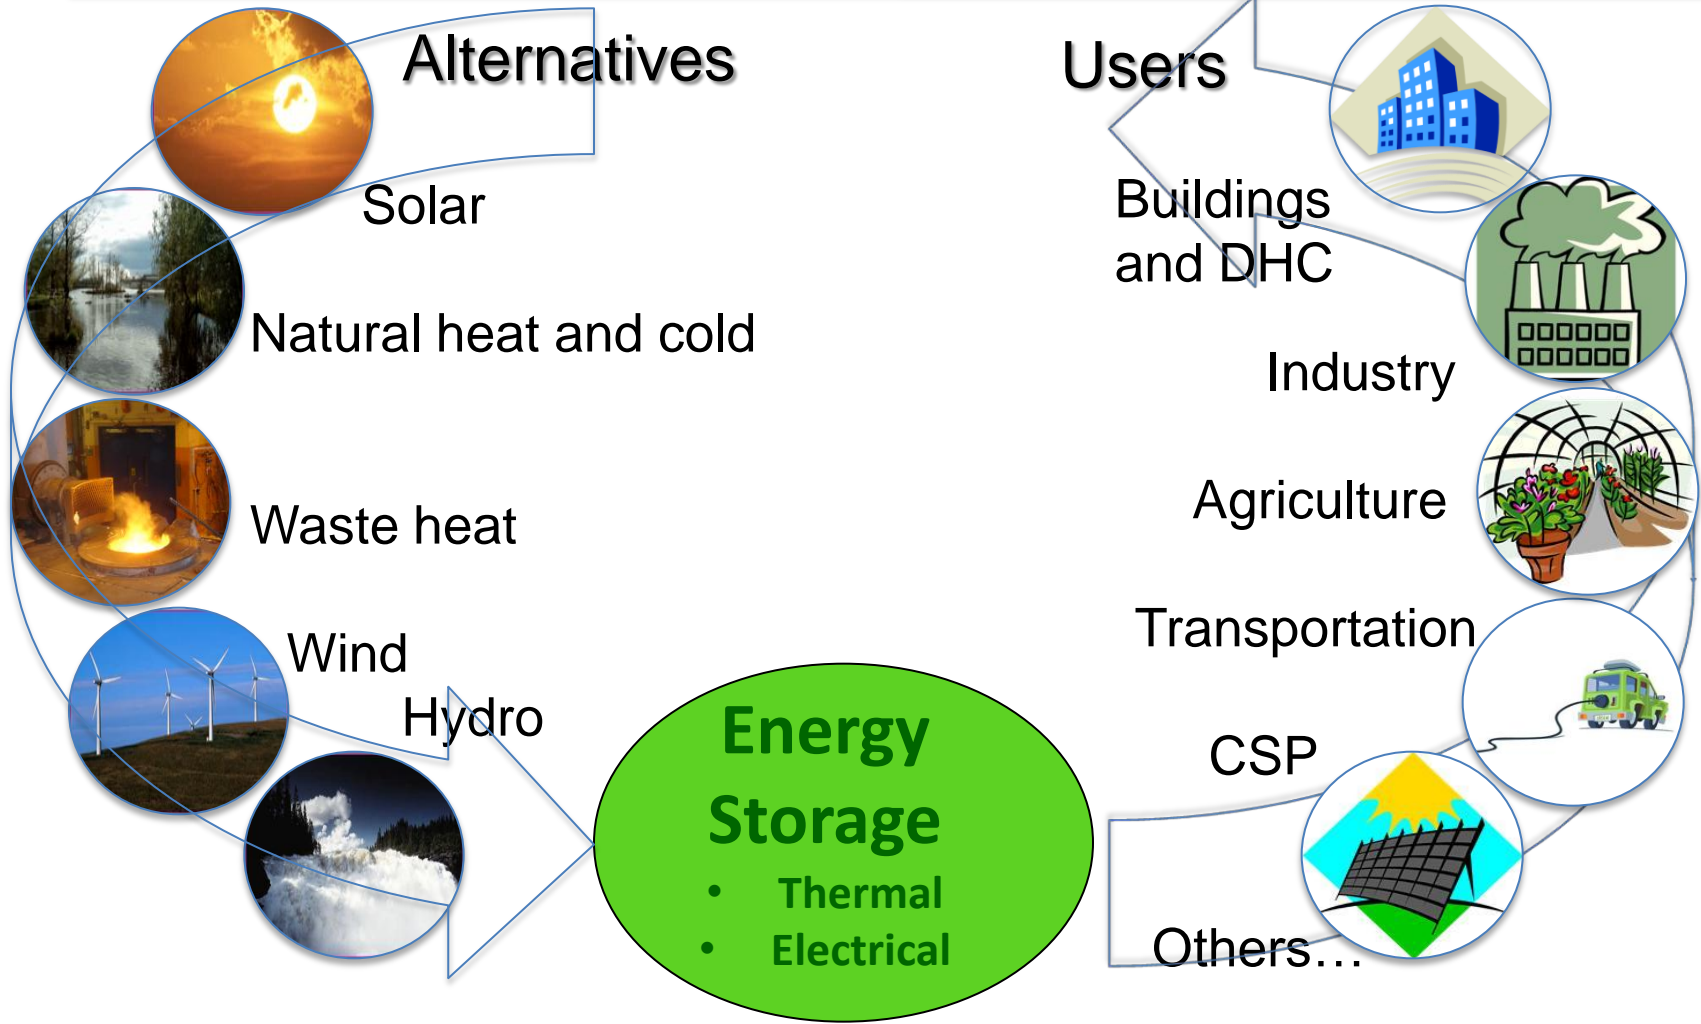 Alternatives
Solar
Natural heat and cold
Waste heat
Wind
Hydro
Energy
Storage
• Thermal
• Electrical
Users
Buildings
and DHC
Industry
Agriculture
Transportation
CSP
Others…